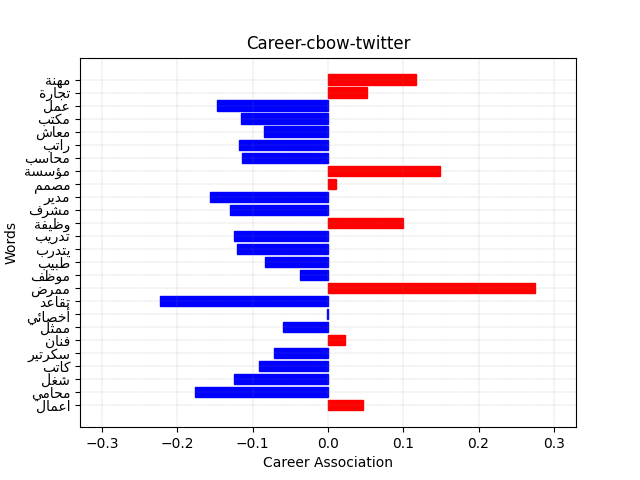 Career-cbow-twitter
مهنة
تجارة
عمل
مكتب
معاش
راتب
محاسب
مؤسسة
مصمم
مدير
مشرف
وظيفة
تدريب
يتدرب
طبيب
موظف
ممرض
تقاعد
أخصائي
ممثل
فنان
سكرتير
كاتب
شغل
محامي
اعمال
Words
−0.3 −0.2 −0.1 0.0 0.1 0.2 0.3
Career Association